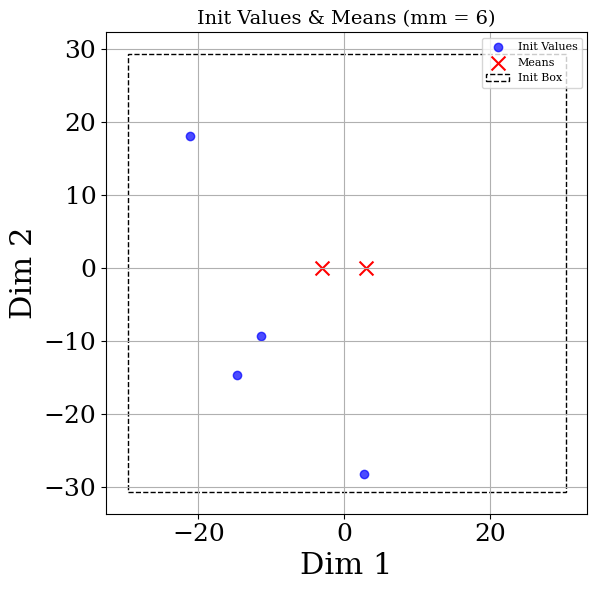 Init Values & Means (mm = 6)
Init Values
Means
Init Box
30
20
10
0
−10
−20
−30
Dim 2
−20
0
20
Dim 1